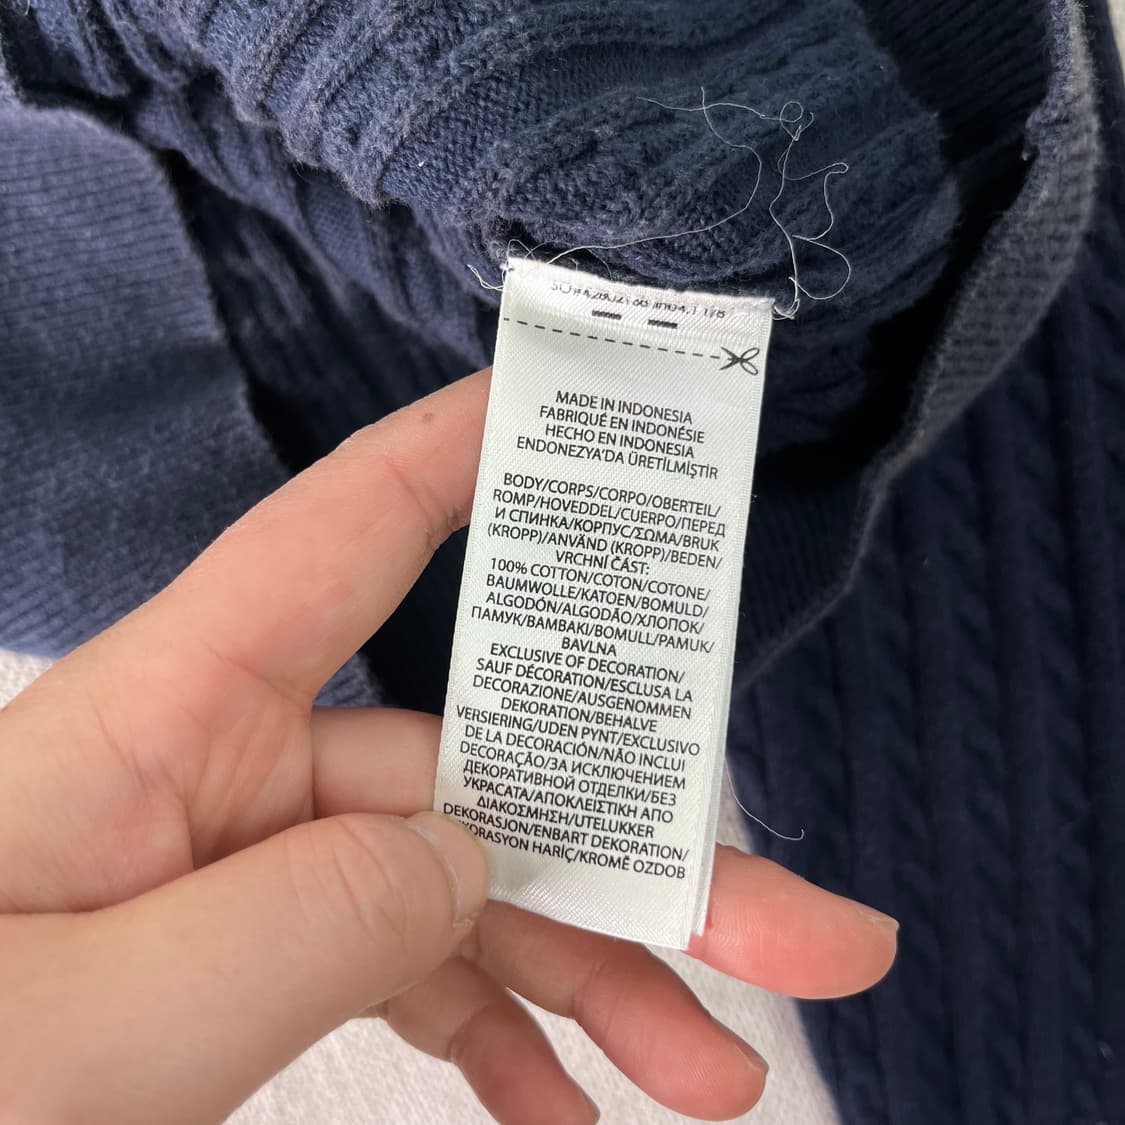 MADE IN INDONESIA
FABRIQUÉ EN INDONÉSIE
HECHO EN INDONESIA
ENDONEZYA'DA ÜRETİLMİŞTİR
BODY/CORPS/CORPO/OBERTEIL/
ROMP/HOVEDDEL/CUERPO/ПЕРЕД
И СПИНКА/КОРПУС/ΣΩΜΑ/BRUK
(KROPP)/ANVÄND (KROPP)/BEDEN/
VRCHNÍ ČÁST:
100% COTTON/COTON/COTONE/
BAUMWOLLE/KATOEN/BOMULD/
ALGODÓN/ALGODÃO/ХЛОПОК/
ПАМУК/ΒΑΜΒΑΚΙ/BOMULL/PAMUK/
BAVLNA
EXCLUSIVE OF DECORATION/
SAUF DÉCORATION/ESCLUSA LA
DECORAZIONE/AUSGENOMMEN
DEKORATION/BEHALVE
VERSIERING/UDEN PYNT/EXCLUSIVO
DE LA DECORACIÓN/NÃO INCLUI
DECORAÇÃO/ЗА ИСКЛЮЧЕНИЕМ
ДЕКОРАТИВНОЙ ОТДЕЛКИ/БЕЗ
УКРАСАТА/ΑΠΟΚΛΕΙΣΤΙΚΗ ΑΠΟ
ΔΙΑΚΟΣΜΗΣΗ/UTELUKKER
DEKORASJON/ENBART DEKORATION/
HARİÇ/KROMĚ OZDOB